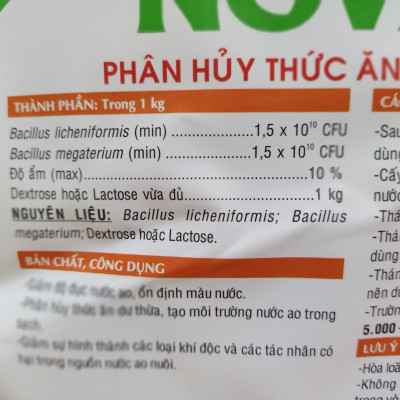 NOV
PHÂN HỦY THỨC ĂN
THÀNH PHẦN: Trong 1 kg
Bacillus licheniformis (min) ......................1,5 x 10¹⁰ CFU
Bacillus megaterium (min) ......................1,5 x 10¹⁰ CFU
Độ ẩm (max)..............................................10 %
Dextrose hoặc Lactose vừa đủ..........................1 kg
NGUYÊN LIỆU: Bacillus licheniformis; Bacillus
megaterium; Dextrose hoặc Lactose.
BẢN CHẤT, CÔNG DỤNG
-Giảm độ đục nước ao, ổn định màu nước.
-Phân hủy thức ăn dư thừa, tạo môi trường nước ao trong
sạch.
-Giảm sự hình thành các loại khí độc và các tác nhân có
hại trong nguồn nước ao nuôi.
-Sau
dùng
-Cấy
nước
-Thá
-Thá
dùng
-Thán
nên dù
-Trườn
5.000
LƯU Ý
-Hòa loã
-Không